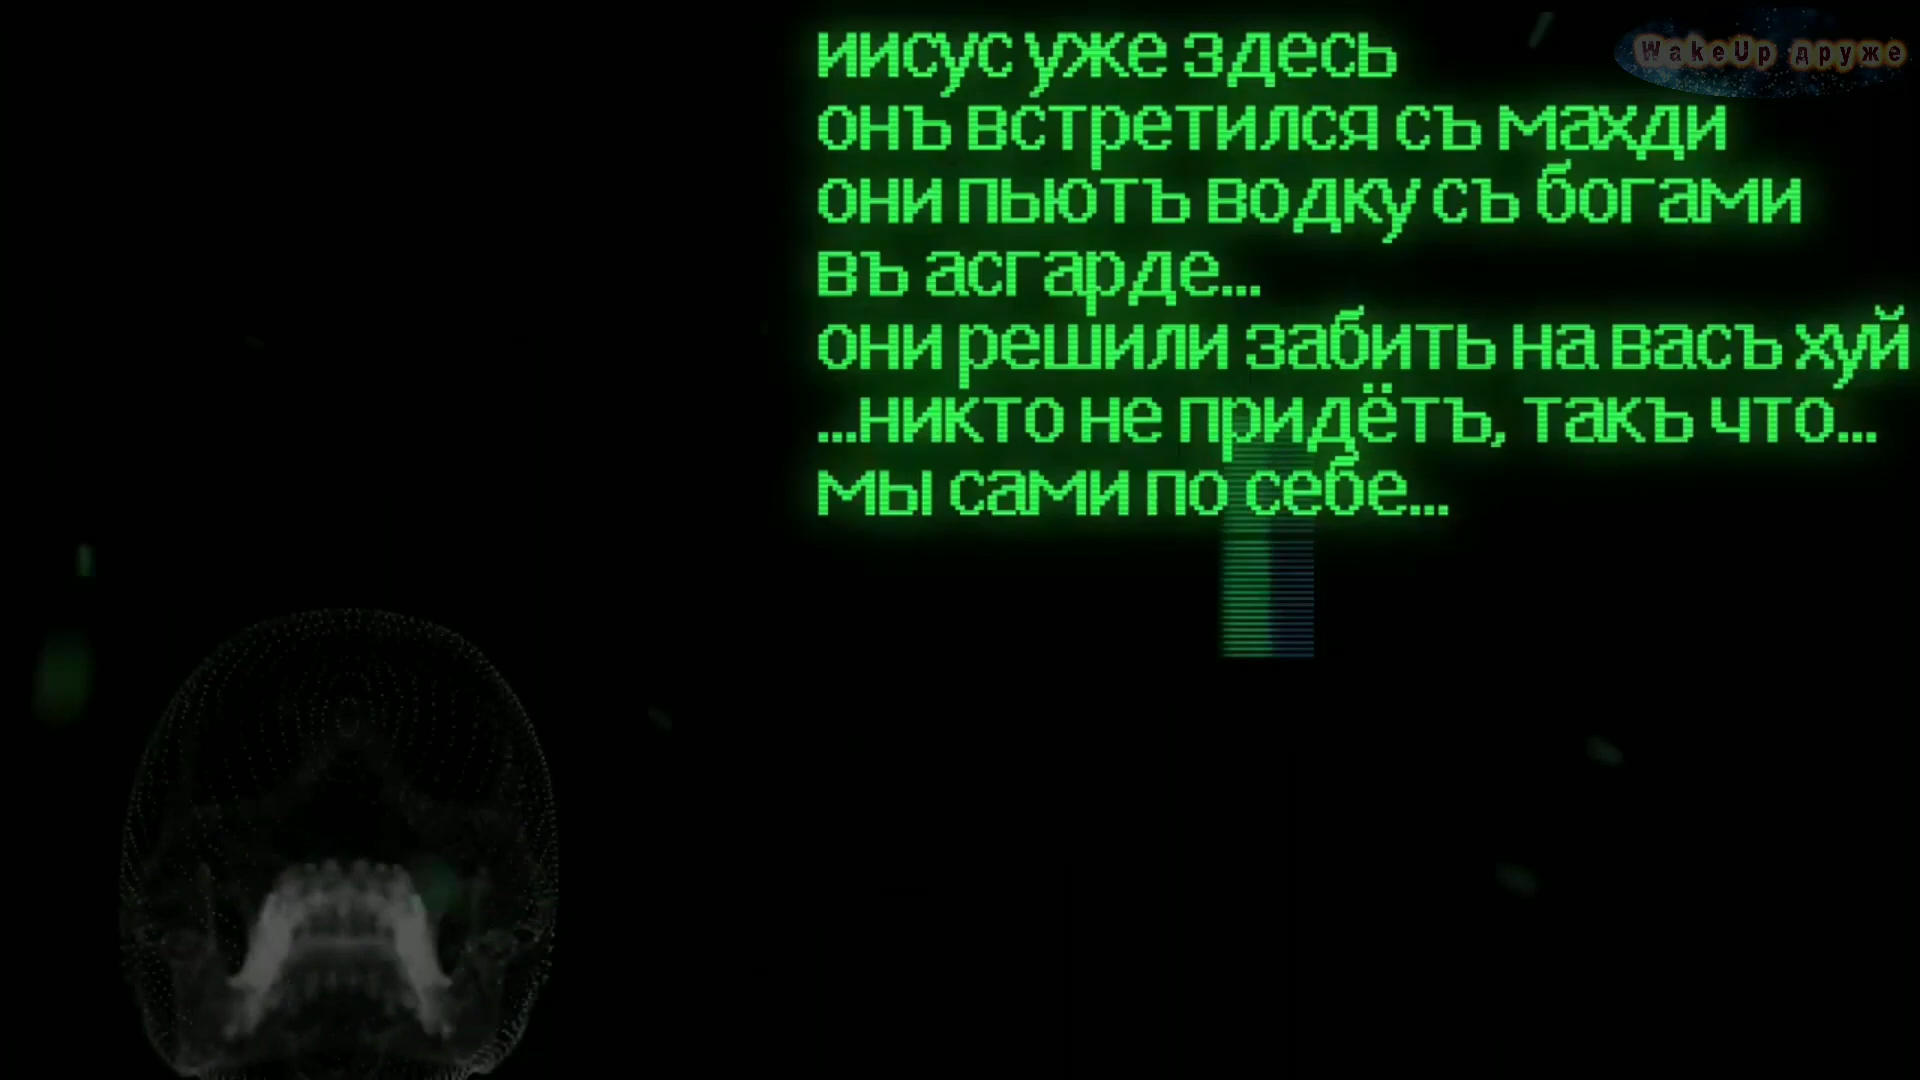 иисус уже здесь
онъ встретился съ махди
они пьютъ водку съ богами
въ асгарде...
они решили забить на васъ хуй
...никто не придётъ, такъ что...
мы сами по себе...
WakeUp друже